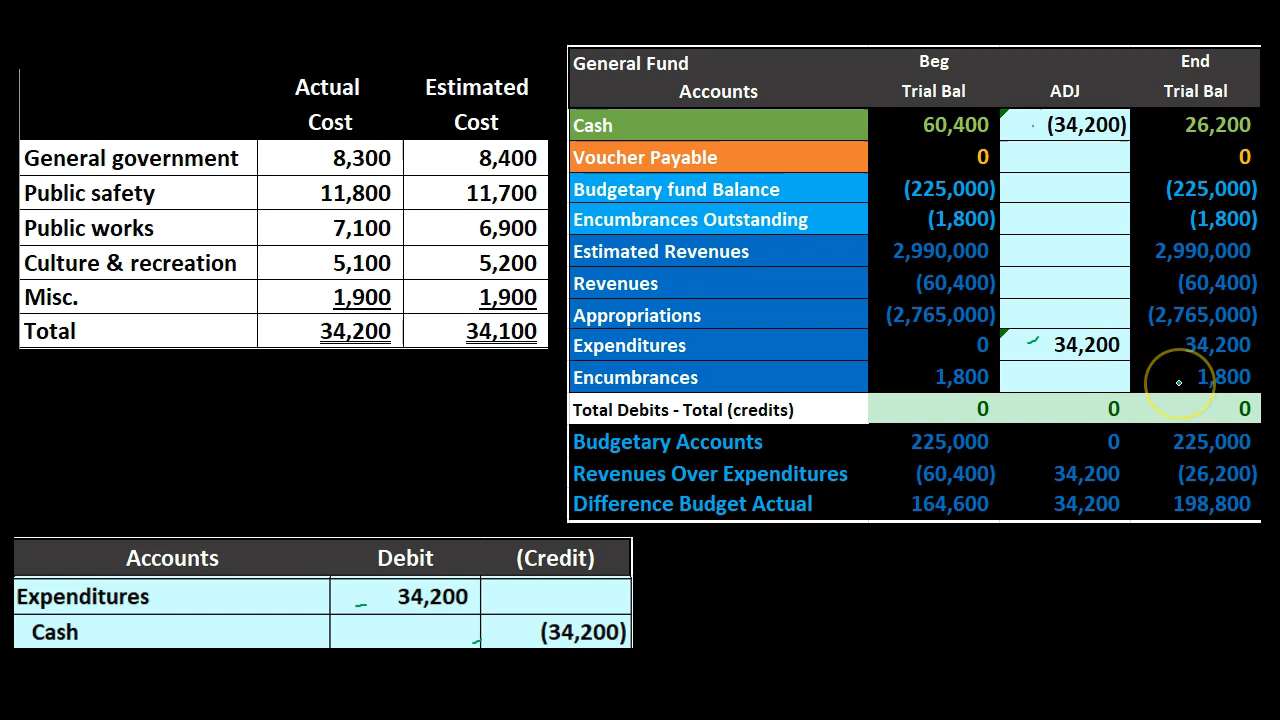 Actual Cost Estimated Cost
General government 8,300 8,400
Public safety 11,800 11,700
Public works 7,100 6,900
Culture & recreation 5,100 5,200
Misc. 1,900 1,900
Total 34,200 34,100
General Fund Accounts Beg Trial Bal ADJ End Trial Bal
Cash 60,400 (34,200) 26,200
Voucher Payable 0 0
Budgetary fund Balance (225,000) (225,000)
Encumbrances Outstanding (1,800) (1,800)
Estimated Revenues 2,990,000 2,990,000
Revenues (60,400) (60,400)
Appropriations (2,765,000) (2,765,000)
Expenditures 0 34,200 34,200
Encumbrances 1,800 1,800
Total Debits - Total (credits) 0 0 0
Budgetary Accounts 225,000 0 225,000
Revenues Over Expenditures (60,400) 34,200 (26,200)
Difference Budget Actual 164,600 34,200 198,800
Accounts Debit (Credit)
Expenditures 34,200
Cash (34,200)